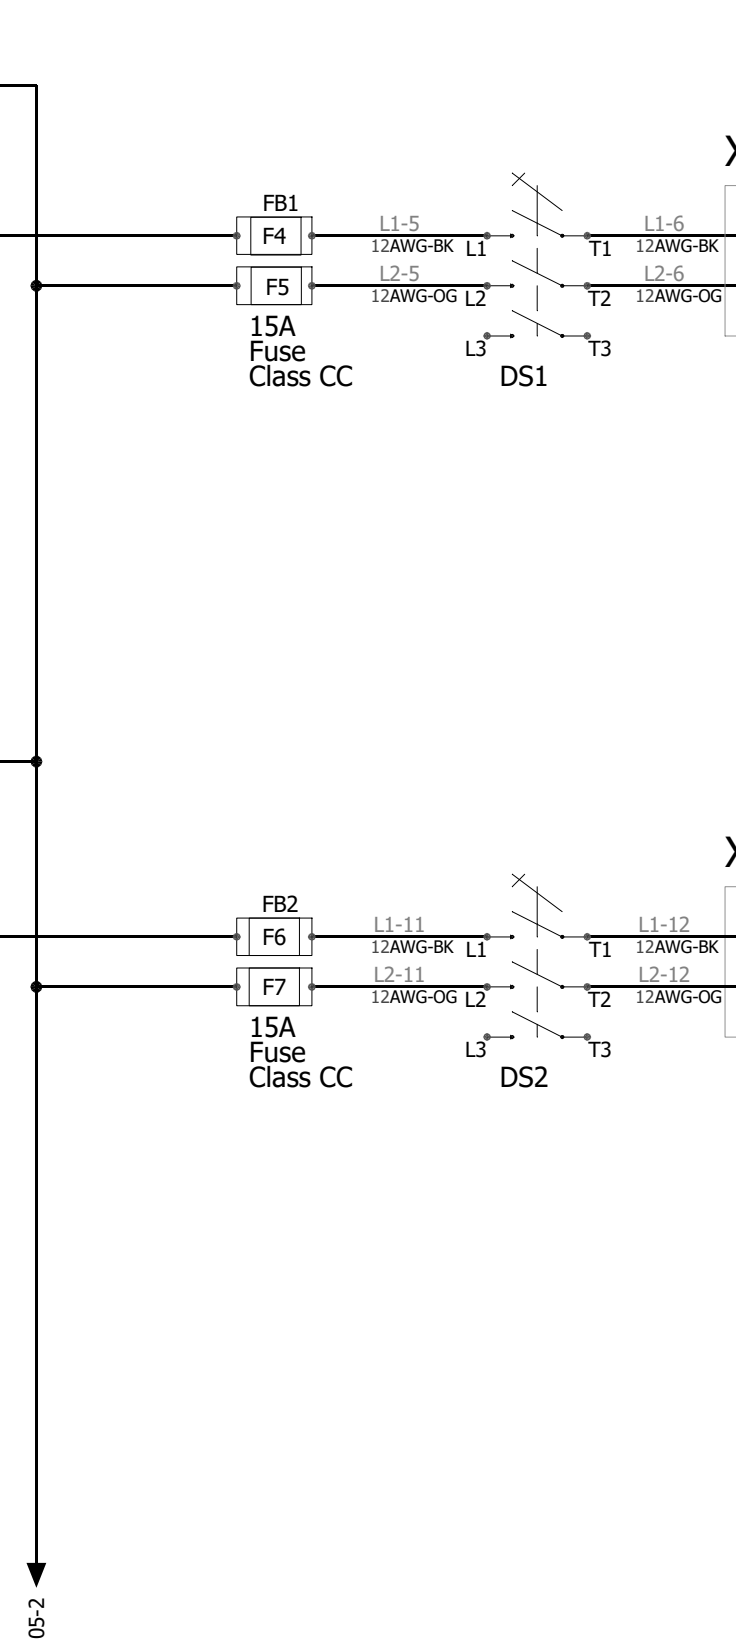 X
FB1
F4
L1-5
12AWG-BK
L1
T1
L1-6
12AWG-BK
F5
L2-5
12AWG-OG
L2
T2
L2-6
12AWG-OG
15A
Fuse
Class CC
L3
T3
DS1
X
FB2
F6
L1-11
12AWG-BK
L1
T1
L1-12
12AWG-BK
F7
L2-11
12AWG-OG
L2
T2
L2-12
12AWG-OG
15A
Fuse
Class CC
L3
T3
DS2
05-2